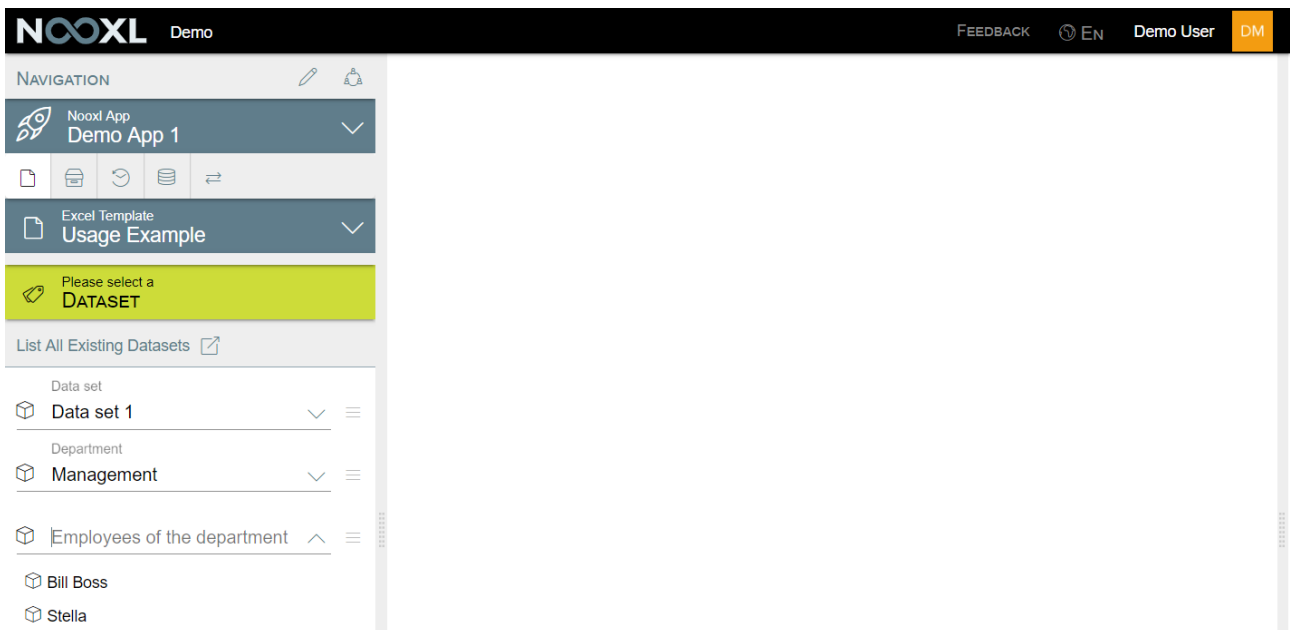 NOOXL Demo FEEDBACK EN Demo User DM
NAVIGATION
Nooxl App
Demo App 1
Excel Template
Usage Example
Please select a
DATASET
List All Existing Datasets
Data set
Data set 1
Department
Management
Employees of the department
Bill Boss
Stella